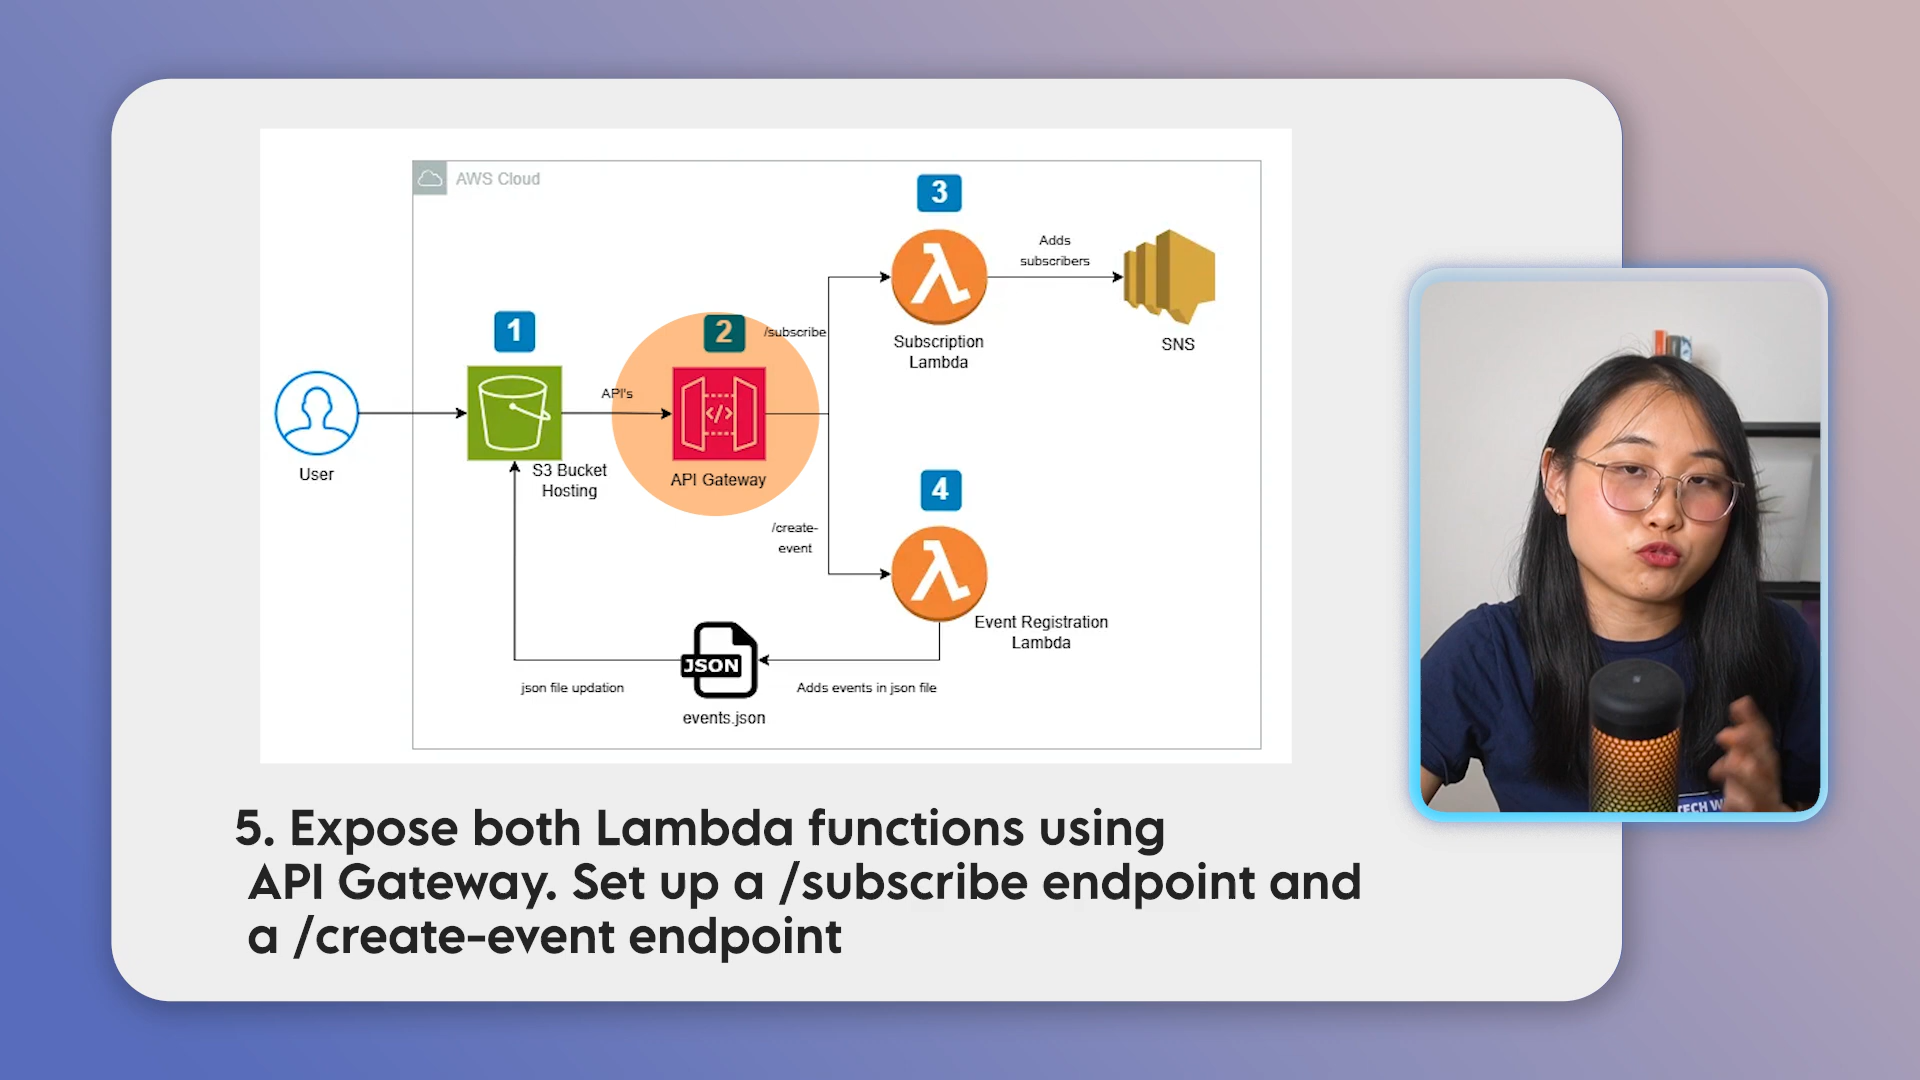 AWS Cloud
3
Adds
subscribers
Subscription
Lambda
SNS
1
2
/subscribe
API's
User
S3 Bucket
Hosting
API Gateway
4
/create-
event
Event Registration
Lambda
JSON
json file updation
Adds events in json file
events.json
5. Expose both Lambda functions using
API Gateway. Set up a /subscribe endpoint and
a /create-event endpoint
TECH